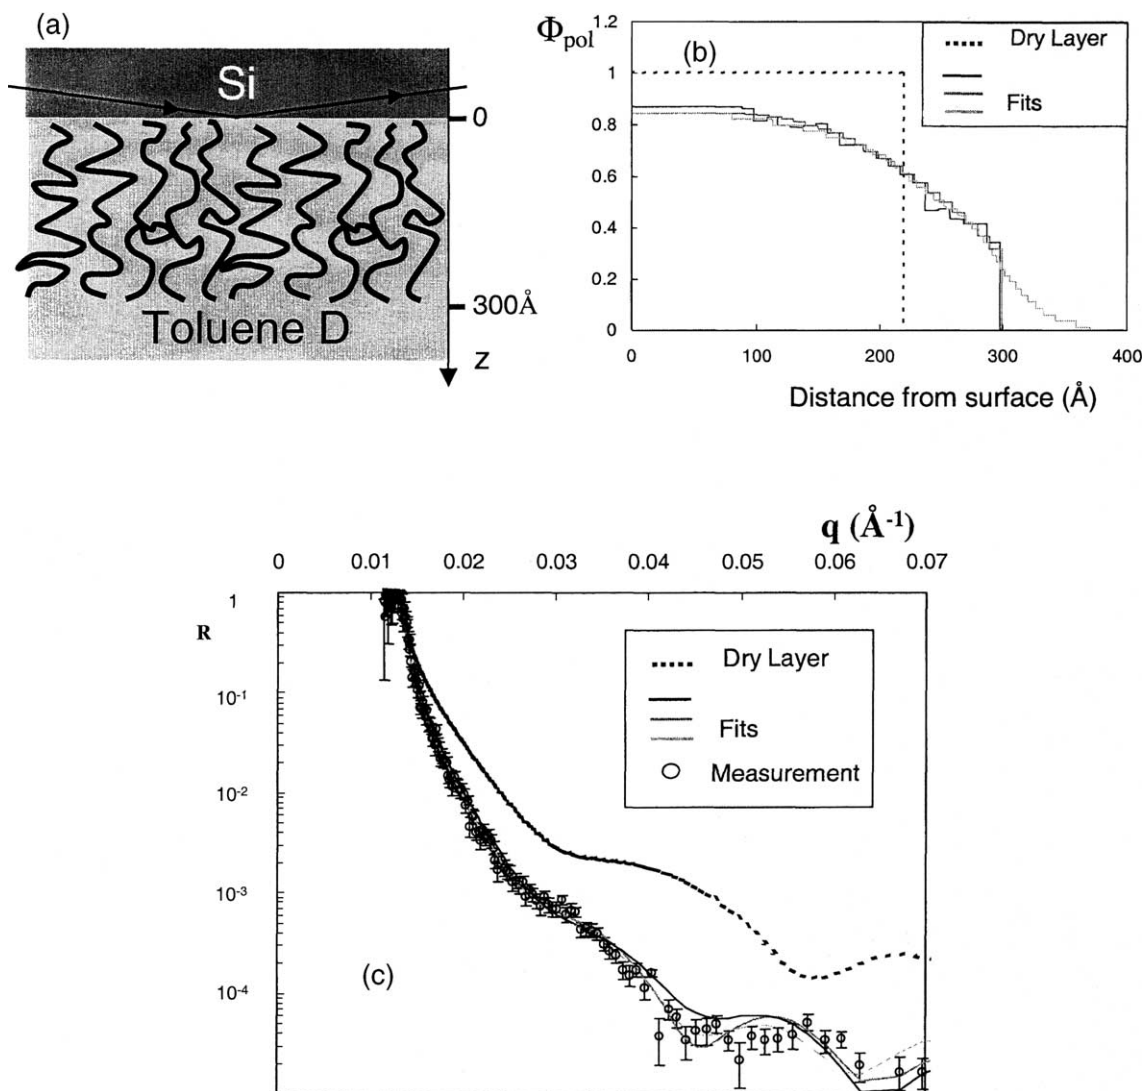 (a)
Si
0
300Å
Toluene D
z
Φpol
(b)
1.2
1
0.8
0.6
0.4
0.2
0
Dry Layer
Fits
0 100 200 300 400
Distance from surface (Å)
q (Å-1)
0 0.01 0.02 0.03 0.04 0.05 0.06 0.07
R
1
10-1
10-2
10-3
10-4
Dry Layer
Fits
Measurement
(c)